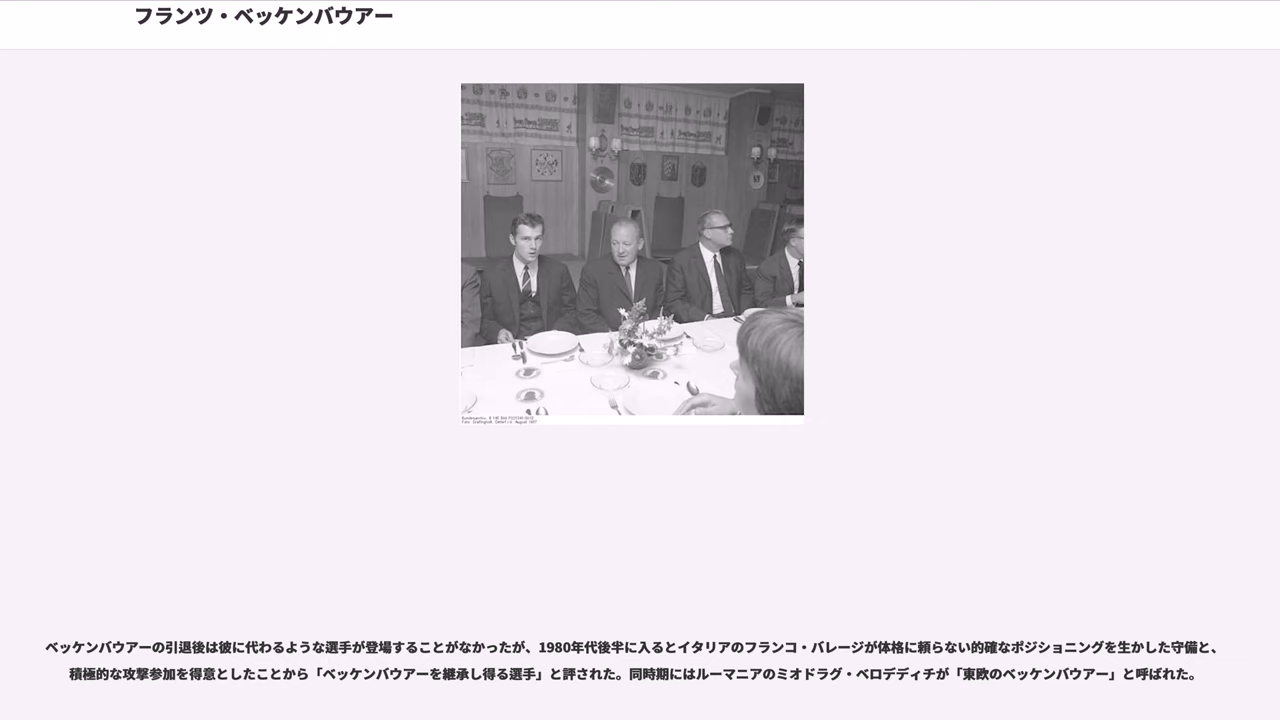 フランツ・ベッケンバウアー
ベッケンバウアーの引退後は彼に代わるような選手が登場することがなかったが、1980年代後半に入るとイタリアのフランコ・バレージが体格に頼らない的確なポジショニングを生かした守備と、
積極的な攻撃参加を得意としたことから「ベッケンバウアーを継承し得る選手」と評された。同時期にはルーマニアのミオドラグ・ベロデディチが「東欧のベッケンバウアー」と呼ばれた。